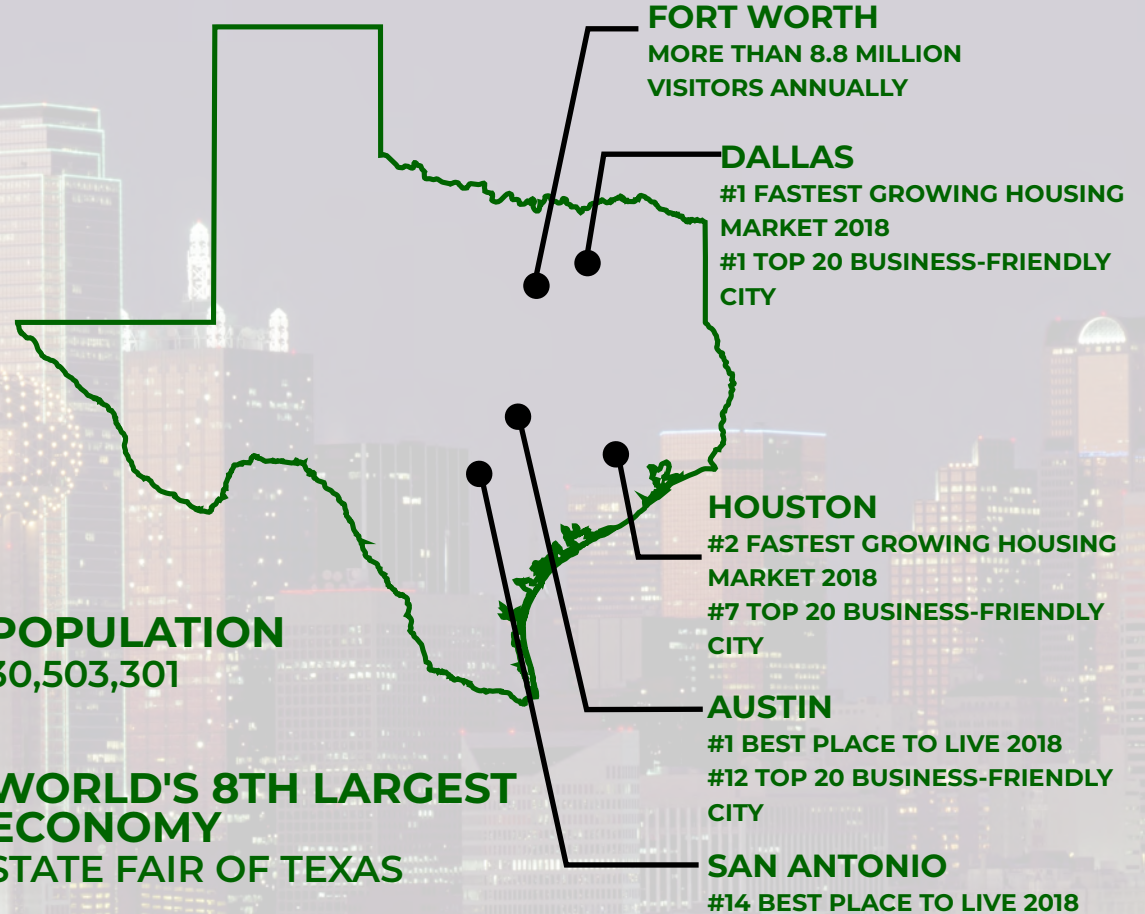 FORT WORTH
MORE THAN 8.8 MILLION
VISITORS ANNUALLY
DALLAS
#1 FASTEST GROWING HOUSING
MARKET 2018
#1 TOP 20 BUSINESS-FRIENDLY
CITY
HOUSTON
#2 FASTEST GROWING HOUSING
MARKET 2018
#7 TOP 20 BUSINESS-FRIENDLY
CITY
POPULATION
30,503,301
AUSTIN
#1 BEST PLACE TO LIVE 2018
#12 TOP 20 BUSINESS-FRIENDLY
CITY
WORLD'S 8TH LARGEST
ECONOMY
STATE FAIR OF TEXAS
SAN ANTONIO
#14 BEST PLACE TO LIVE 2018